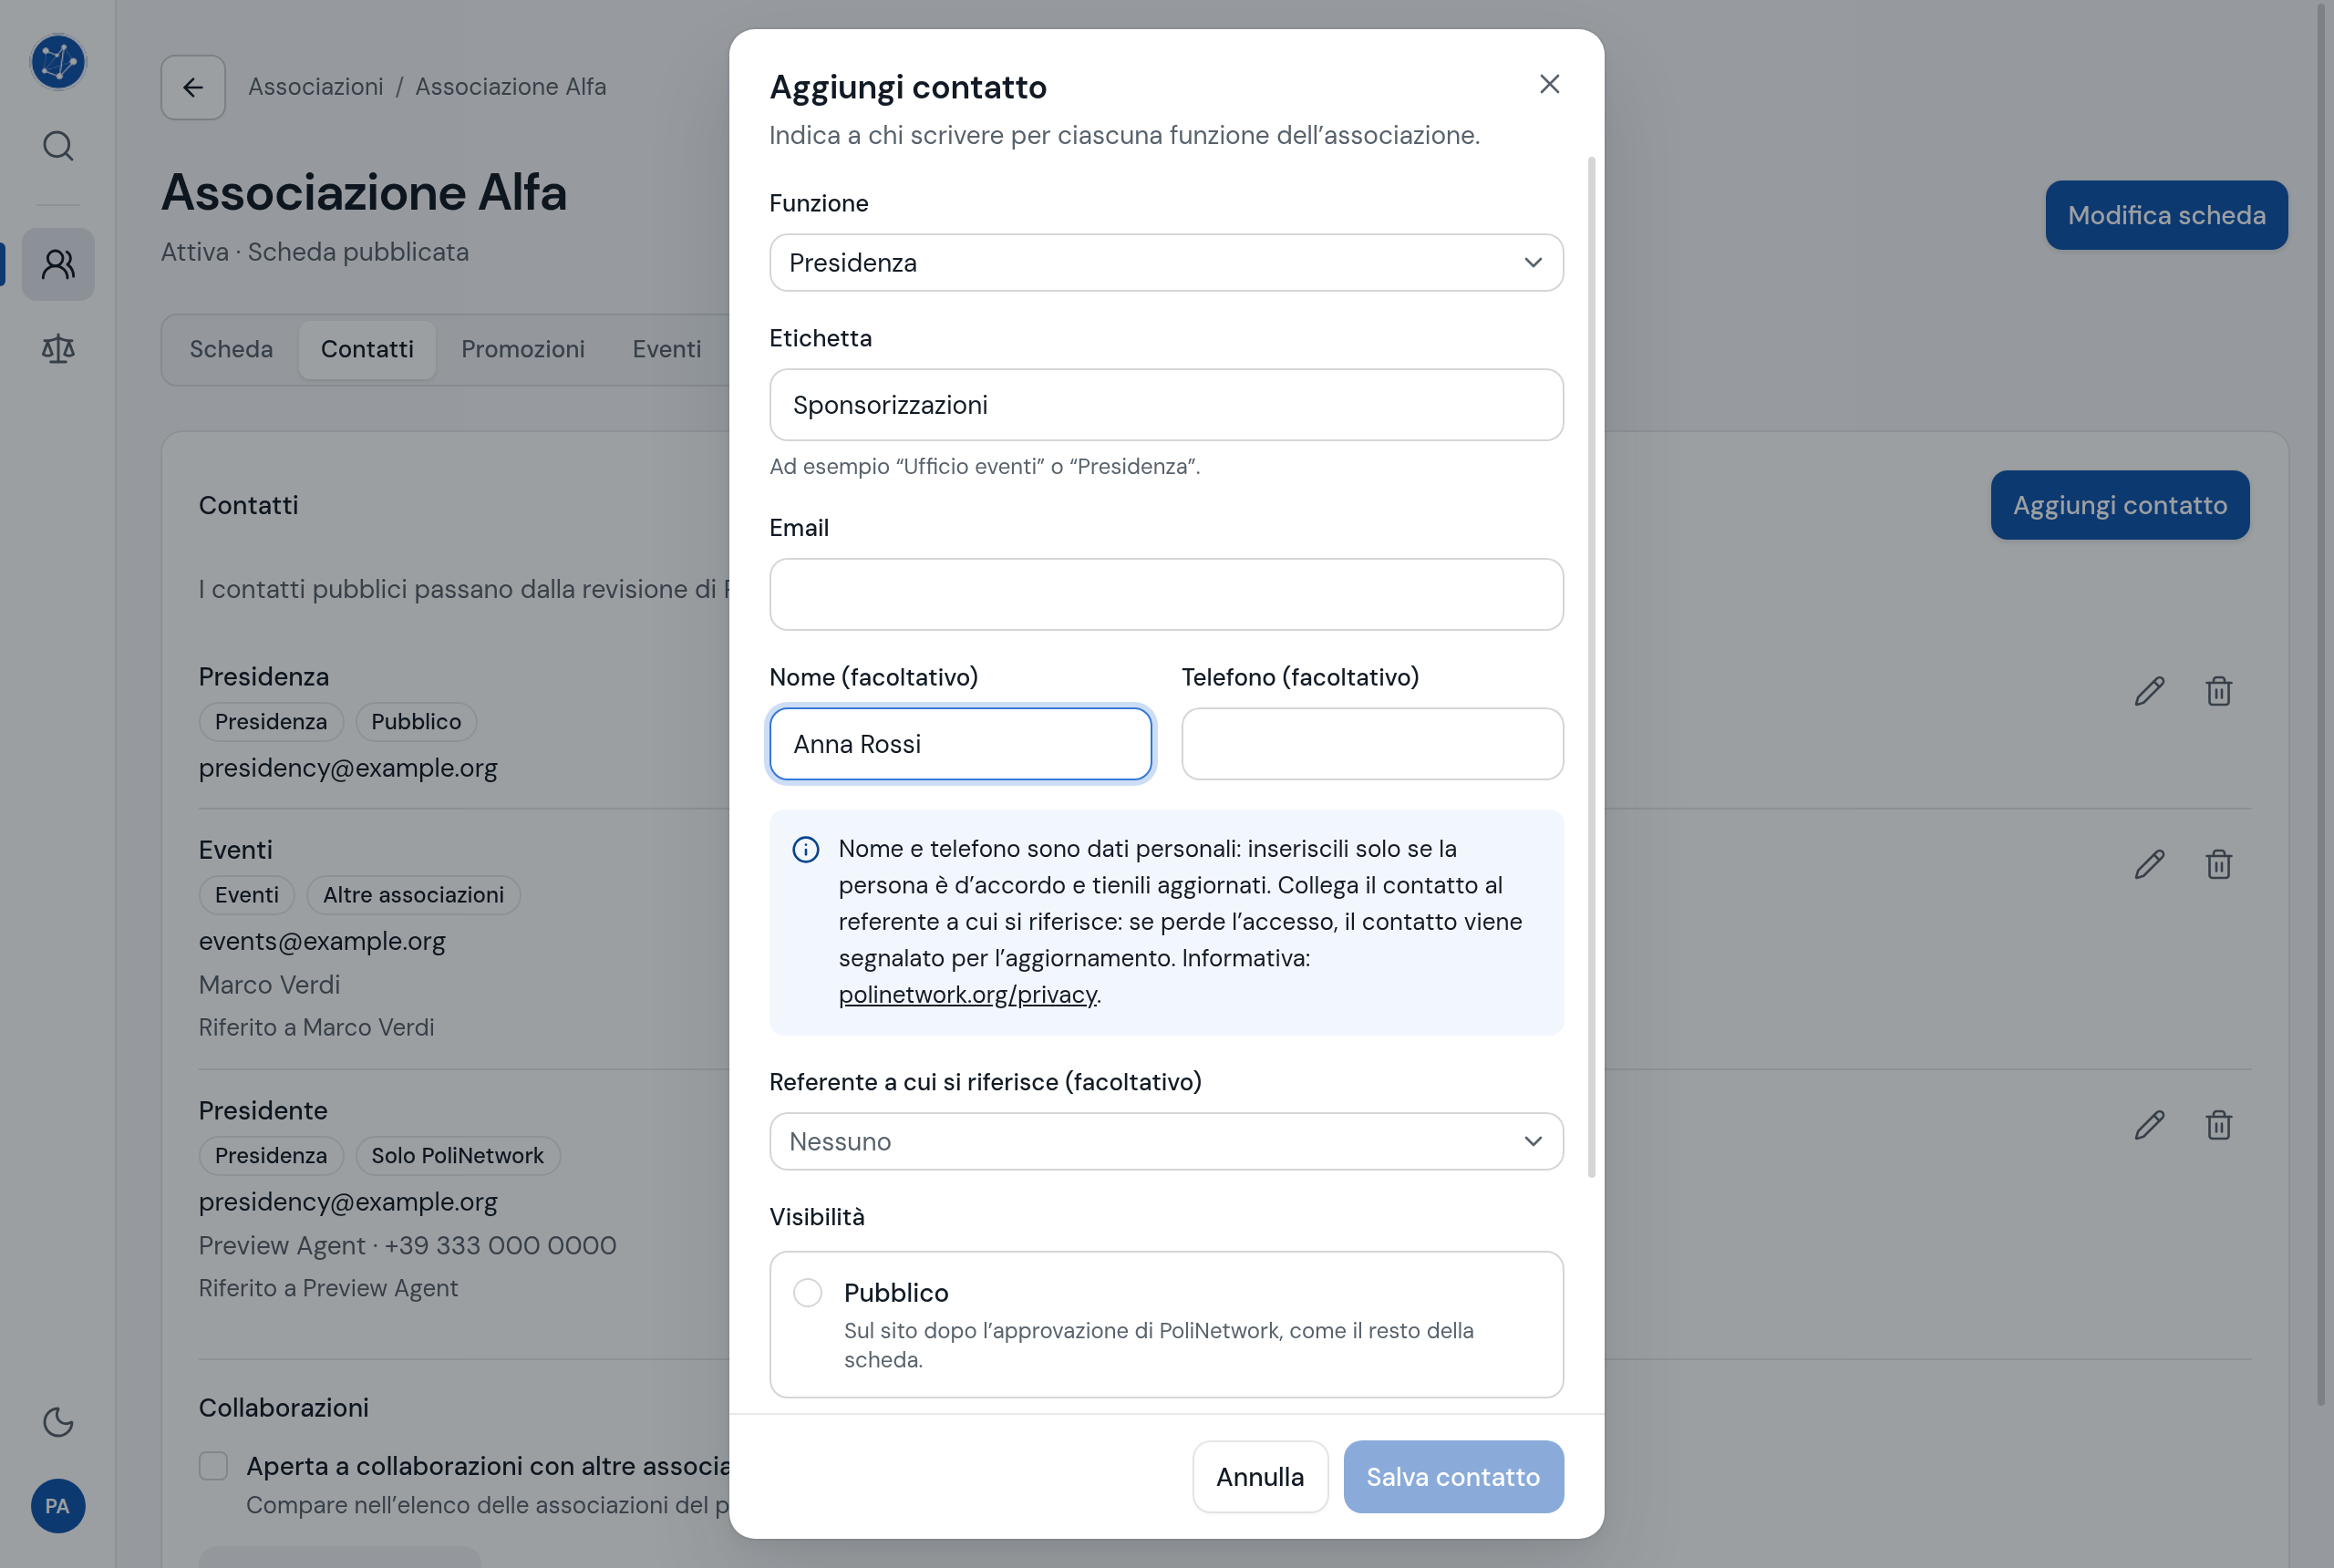 Associazioni / Associazione Alfa
Associazione Alfa
Attiva · Scheda pubblicata
Modifica scheda
Scheda
Contatti
Promozioni
Eventi
Contatti
Aggiungi contatto
I contatti pubblici passano dalla revisione di
Presidenza
Presidenza
Pubblico
presidency@example.org
Eventi
Eventi
Altre associazioni
events@example.org
Marco Verdi
Riferito a Marco Verdi
Presidente
Presidenza
Solo PoliNetwork
presidency@example.org
Preview Agent · +39 333 000 0000
Riferito a Preview Agent
Collaborazioni
Aperta a collaborazioni con altre
Compare nell’elenco delle associazioni del
PA
Aggiungi contatto
Indica a chi scrivere per ciascuna funzione dell’associazione.
Funzione
Presidenza
Etichetta
Sponsorizzazioni
Ad esempio “Ufficio eventi” o “Presidenza”.
Email
Nome (facoltativo)
Telefono (facoltativo)
Anna Rossi
Nome e telefono sono dati personali: inseriscili solo se la
persona è d’accordo e tienili aggiornati. Collega il contatto al
referente a cui si riferisce: se perde l’accesso, il contatto viene
segnalato per l’aggiornamento. Informativa:
polinetwork.org/privacy.
Referente a cui si riferisce (facoltativo)
Nessuno
Visibilità
Pubblico
Sul sito dopo l’approvazione di PoliNetwork, come il resto della
scheda.
Annulla
Salva contatto